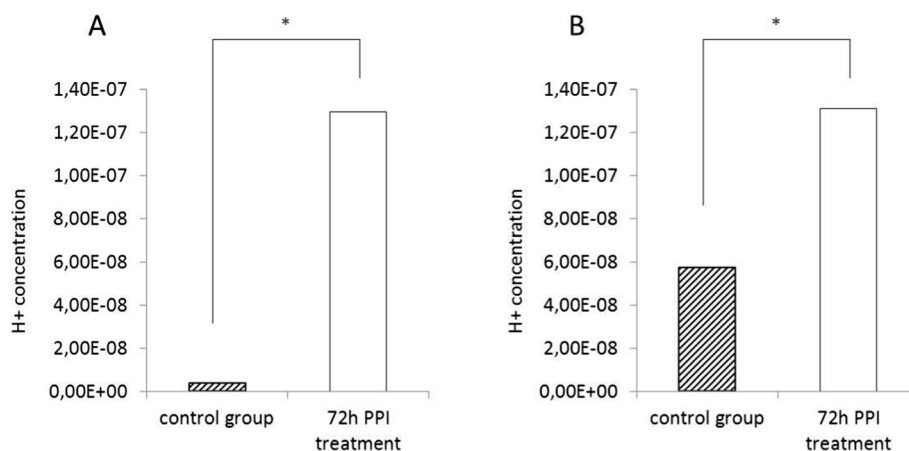 A
*
H+ concentration
1,40E-07
1,20E-07
1,00E-07
8,00E-08
6,00E-08
4,00E-08
2,00E-08
0,00E+00
control group
72h PPI
treatment
B
*
H+ concentration
1,40E-07
1,20E-07
1,00E-07
8,00E-08
6,00E-08
4,00E-08
2,00E-08
0,00E+00
control group
72h PPI
treatment